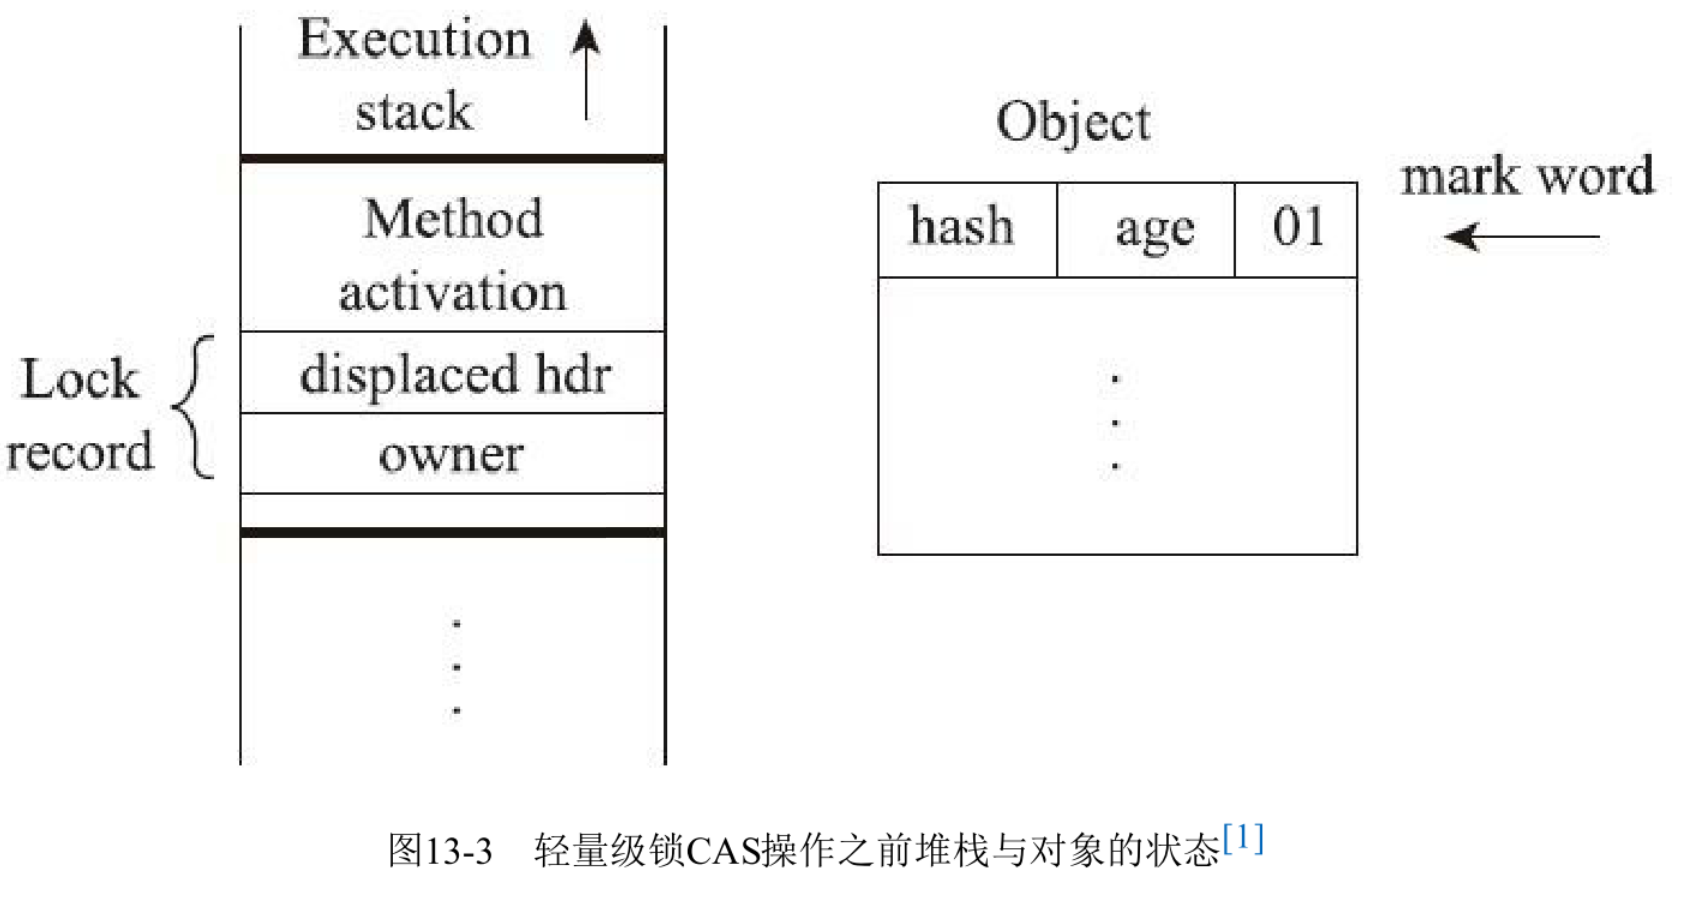 Execution
stack
Method
activation
Lock
record
displaced hdr
owner
Object
mark word
hash age 01
图13-3 轻量级锁CAS操作之前堆栈与对象的状态[1]